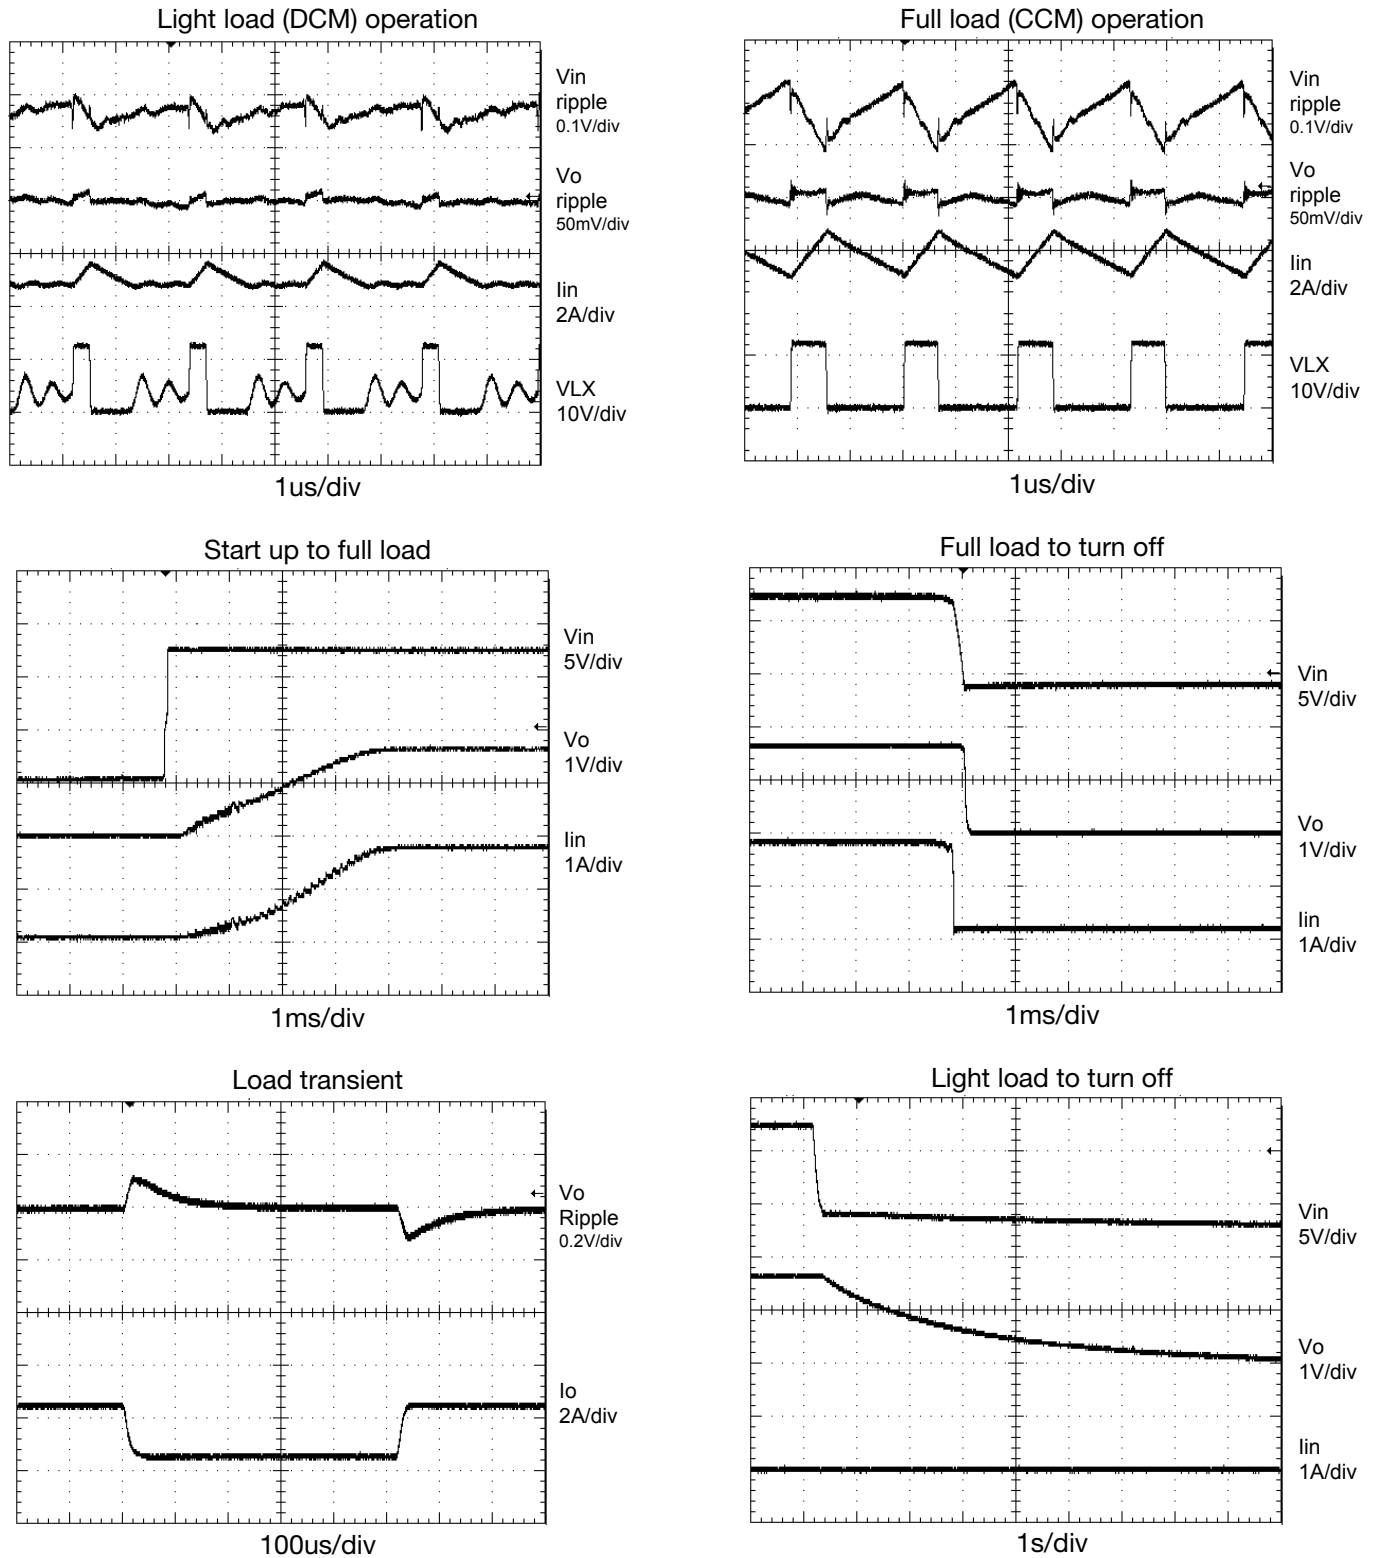 Light load (DCM) operation
Vin
ripple
0.1V/div
Vo
ripple
50mV/div
Iin
2A/div
VLX
10V/div
1us/div
Full load (CCM) operation
Vin
ripple
0.1V/div
Vo
ripple
50mV/div
Iin
2A/div
VLX
10V/div
1us/div
Start up to full load
Vin
5V/div
Vo
1V/div
Iin
1A/div
1ms/div
Full load to turn off
Vin
5V/div
Vo
1V/div
Iin
1A/div
1ms/div
Load transient
Vo
Ripple
0.2V/div
Io
2A/div
100us/div
Light load to turn off
Vin
5V/div
Vo
1V/div
Iin
1A/div
1s/div